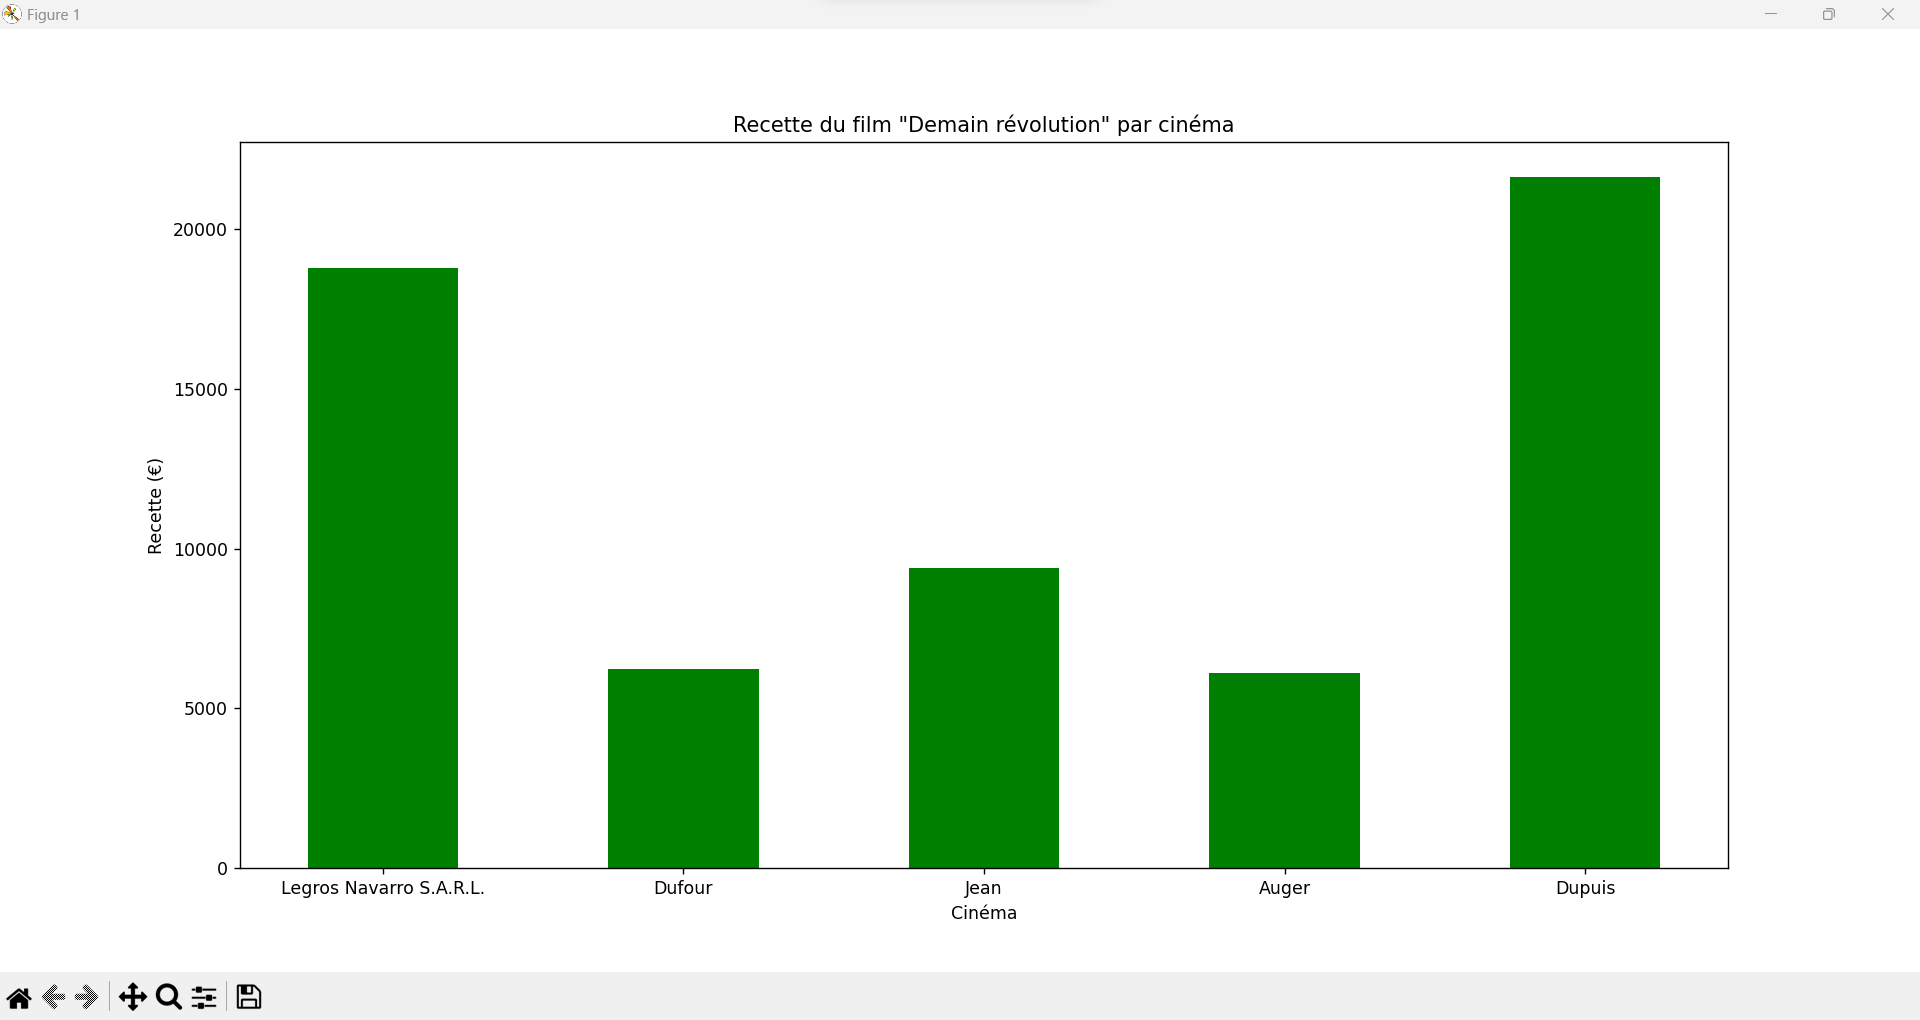 Figure 1
Recette du film "Demain révolution" par cinéma
20000
15000
10000
5000
0
Recette (€)
Legros Navarro S.A.R.L.
Dufour
Jean
Auger
Dupuis
Cinéma